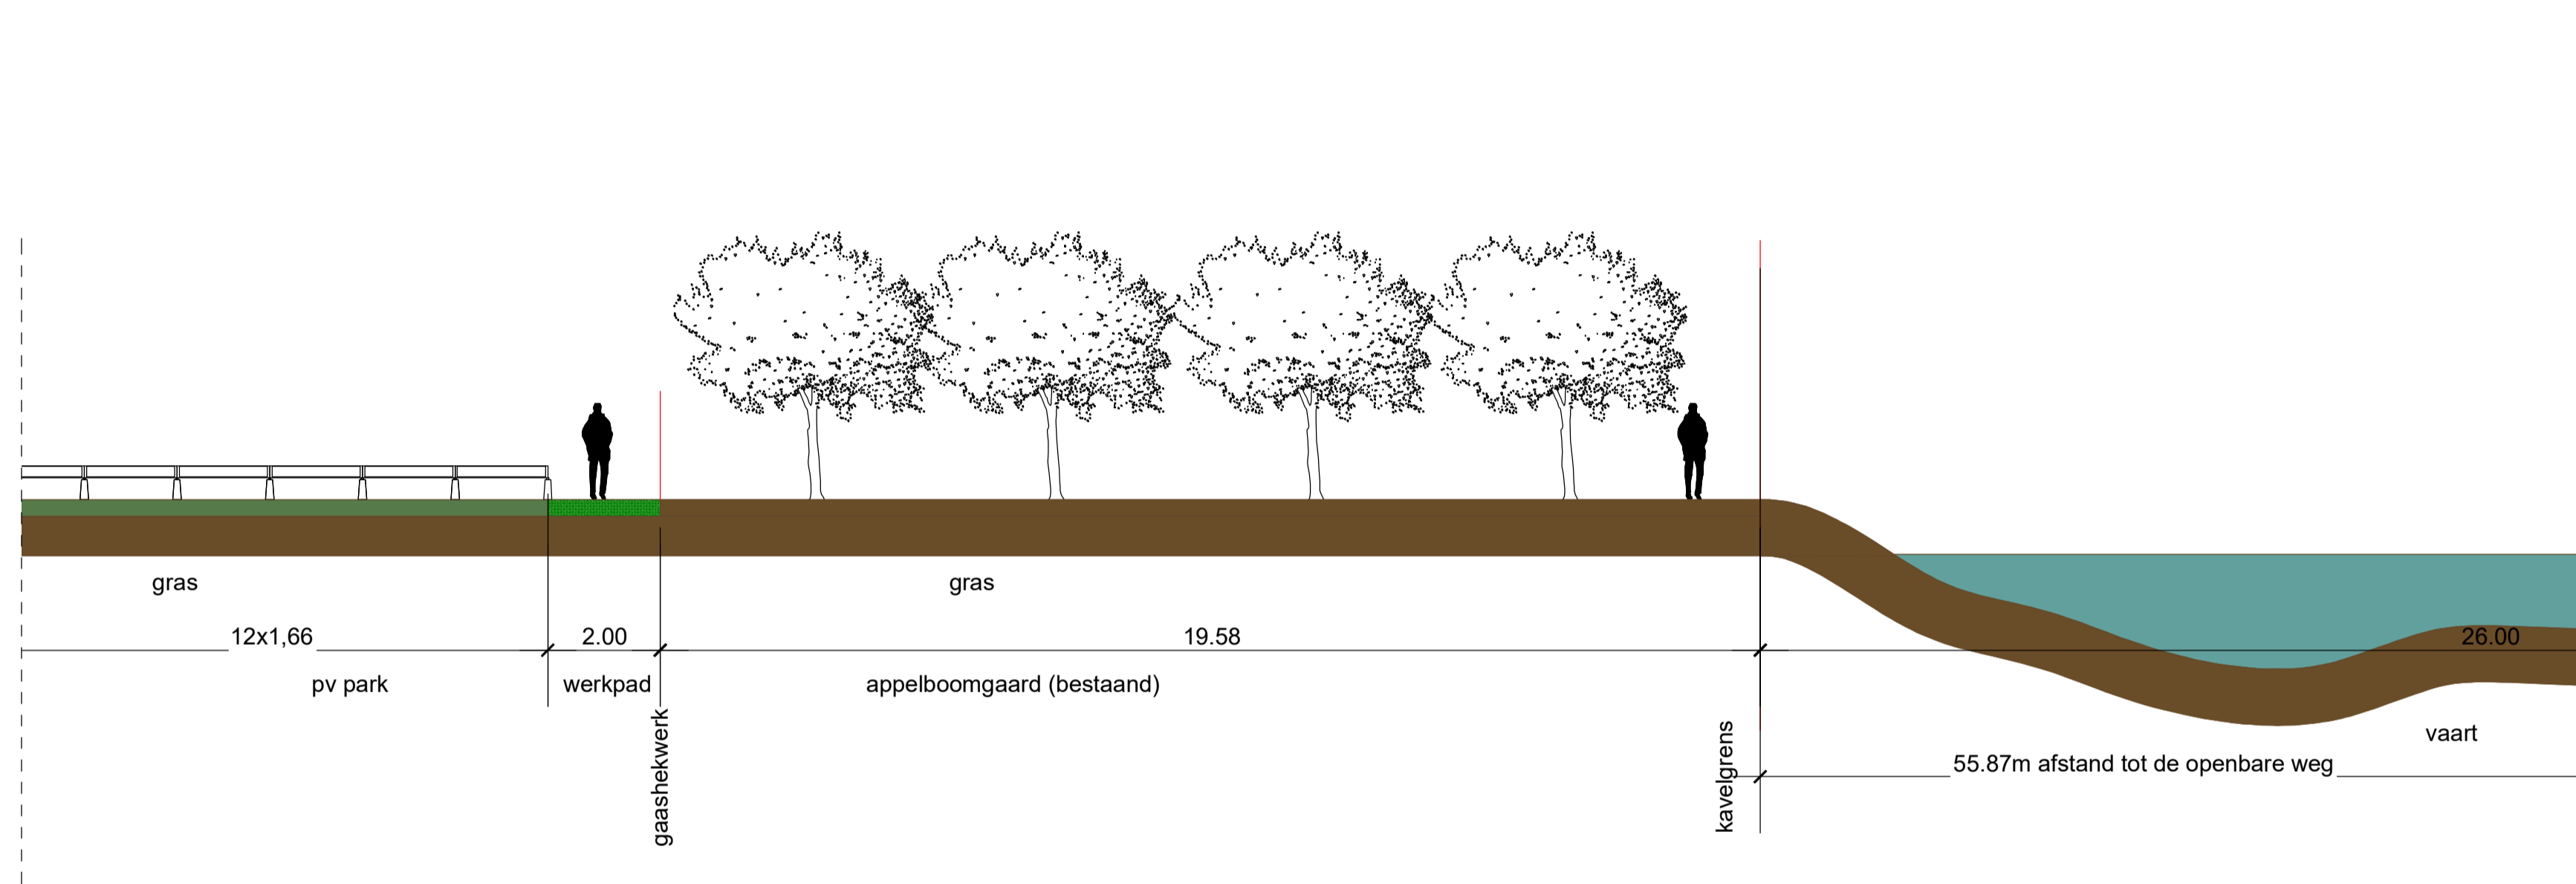 gras
gras
12x1,66
2.00
19.58
26.00
pv park
werkpad
appelboomgaard (bestaand)
gaashekwerk
kavelgrens
vaart
55.87m afstand tot de openbare weg